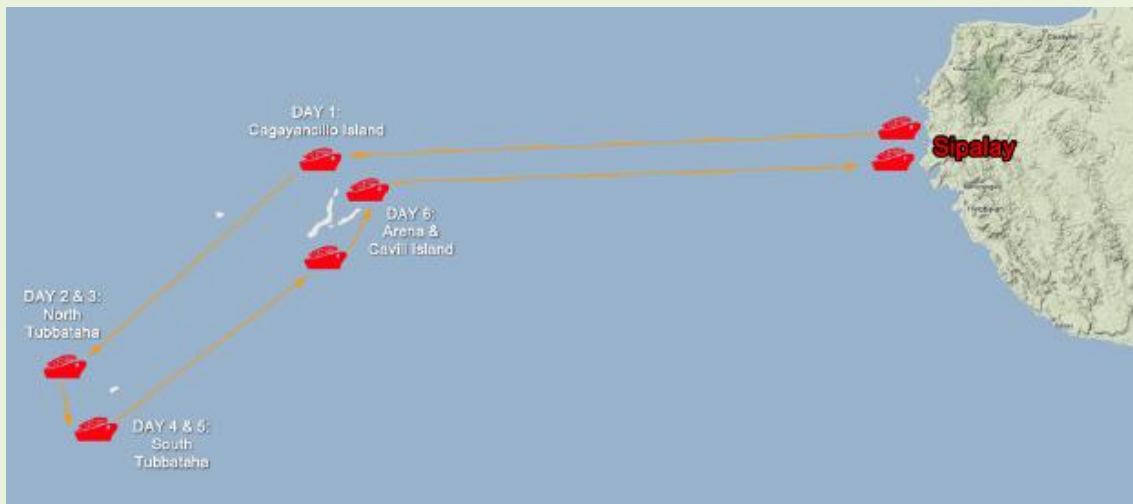 DAY 1:
Cagayancillo Island
Sipalay
DAY 6:
Arena &
Cavili Island
DAY 2 & 3:
North
Tubbataha
DAY 4 & 5:
South
Tubbataha